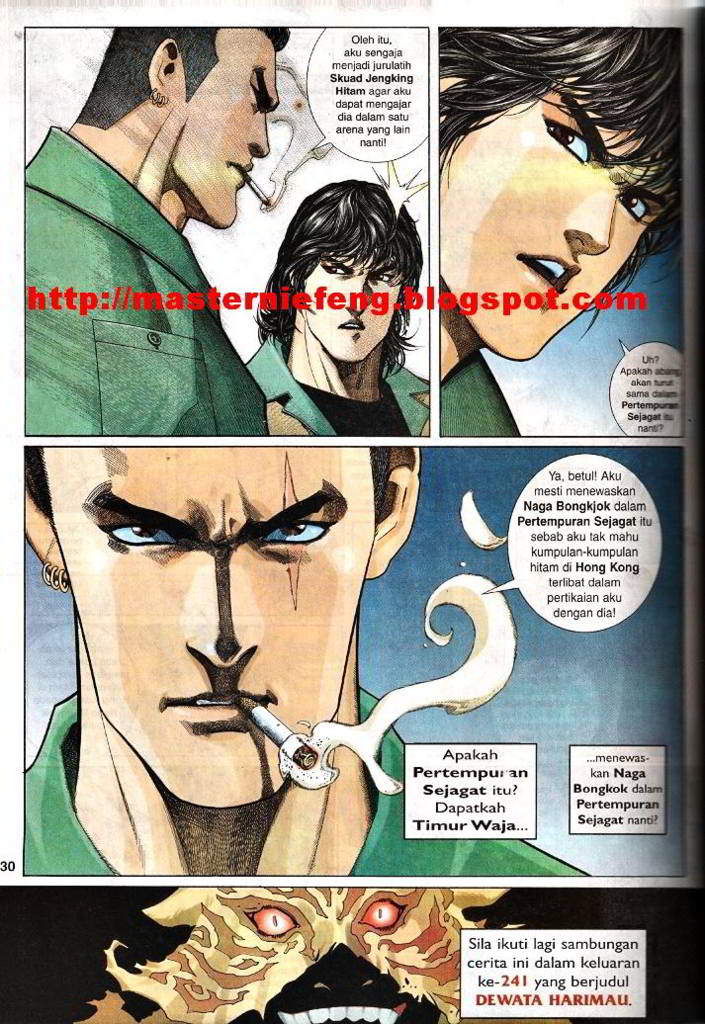 Oleh itu,
aku sengaja
menjadi jurulatih
Skuad Jengking
Hitam agar aku
dapat mengajar
dia dalam satu
arena yang lain
nanti!
http://masterniefeng.blogspot.com
Uh?
Apakah abang
akan turut
sama dalam
Pertempuran
Sejagat itu
nanti?
Ya, betul! Aku
mesti menewaskan
Naga Bongkjok dalam
Pertempuran Sejagat itu
sebab aku tak mahu
kumpulan-kumpulan
hitam di Hong Kong
terlibat dalam
pertikaian aku
dengan dia!
Apakah
Pertempuran
Sejagat itu?
Dapatkah
Timur Waja...
...menewas-
kan Naga
Bongkok dalam
Pertempuran
Sejagat nanti?
30
Sila ikuti lagi sambungan
cerita ini dalam keluaran
ke-241 yang berjudul
DEWATA HARIMAU.